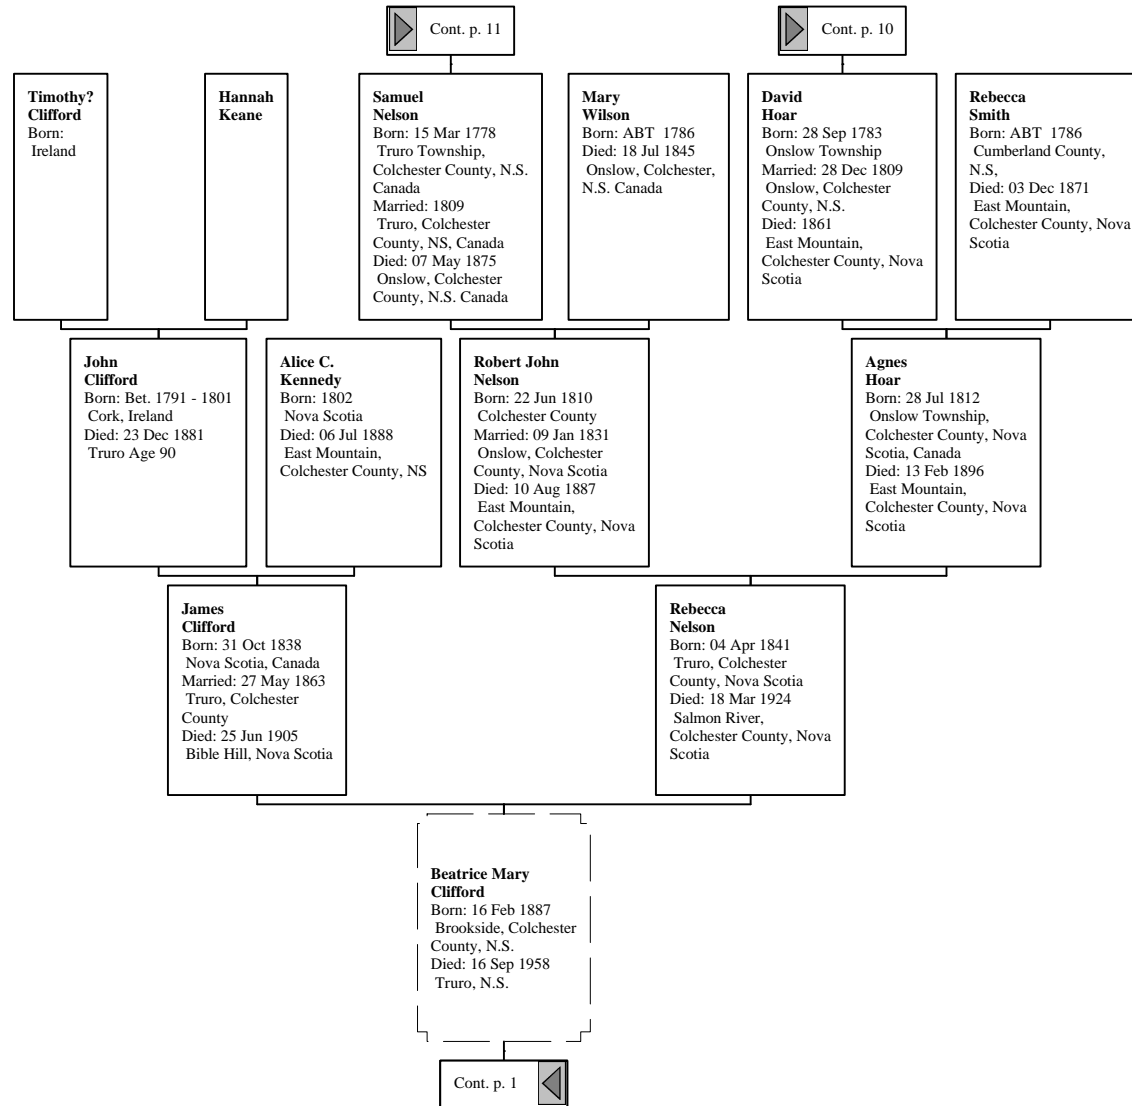 Cont. p. 11
Cont. p. 10
Timothy?
Clifford
Born:
Ireland
Hannah
Keane
Samuel
Nelson
Born: 15 Mar 1778
Truro Township,
Colchester County, N.S.
Canada
Married: 1809
Truro, Colchester
County, NS, Canada
Died: 07 May 1875
Onslow, Colchester
County, N.S. Canada
Mary
Wilson
Born: ABT 1786
Died: 18 Jul 1845
Onslow, Colchester,
N.S. Canada
David
Hoar
Born: 28 Sep 1783
Onslow Township
Married: 28 Dec 1809
Onslow, Colchester
County, N.S.
Died: 1861
East Mountain,
Colchester County, Nova
Scotia
Rebecca
Smith
Born: ABT 1786
Cumberland County,
N.S,
Died: 03 Dec 1871
East Mountain,
Colchester County, Nova
Scotia
John
Clifford
Born: Bet. 1791 - 1801
Cork, Ireland
Died: 23 Dec 1881
Truro Age 90
Alice C.
Kennedy
Born: 1802
Nova Scotia
Died: 06 Jul 1888
East Mountain,
Colchester County, NS
Robert John
Nelson
Born: 22 Jun 1810
Colchester County
Married: 09 Jan 1831
Onslow, Colchester
County, Nova Scotia
Died: 10 Aug 1887
East Mountain,
Colchester County, Nova
Scotia
Agnes
Hoar
Born: 28 Jul 1812
Onslow Township,
Colchester County, Nova
Scotia, Canada
Died: 13 Feb 1896
East Mountain,
Colchester County, Nova
Scotia
James
Clifford
Born: 31 Oct 1838
Nova Scotia, Canada
Married: 27 May 1863
Truro, Colchester
County
Died: 25 Jun 1905
Bible Hill, Nova Scotia
Rebecca
Nelson
Born: 04 Apr 1841
Truro, Colchester
County, Nova Scotia
Died: 18 Mar 1924
Salmon River,
Colchester County, Nova
Scotia
Beatrice Mary
Clifford
Born: 16 Feb 1887
Brookside, Colchester
County, N.S.
Died: 16 Sep 1958
Truro, N.S.
Cont. p. 1